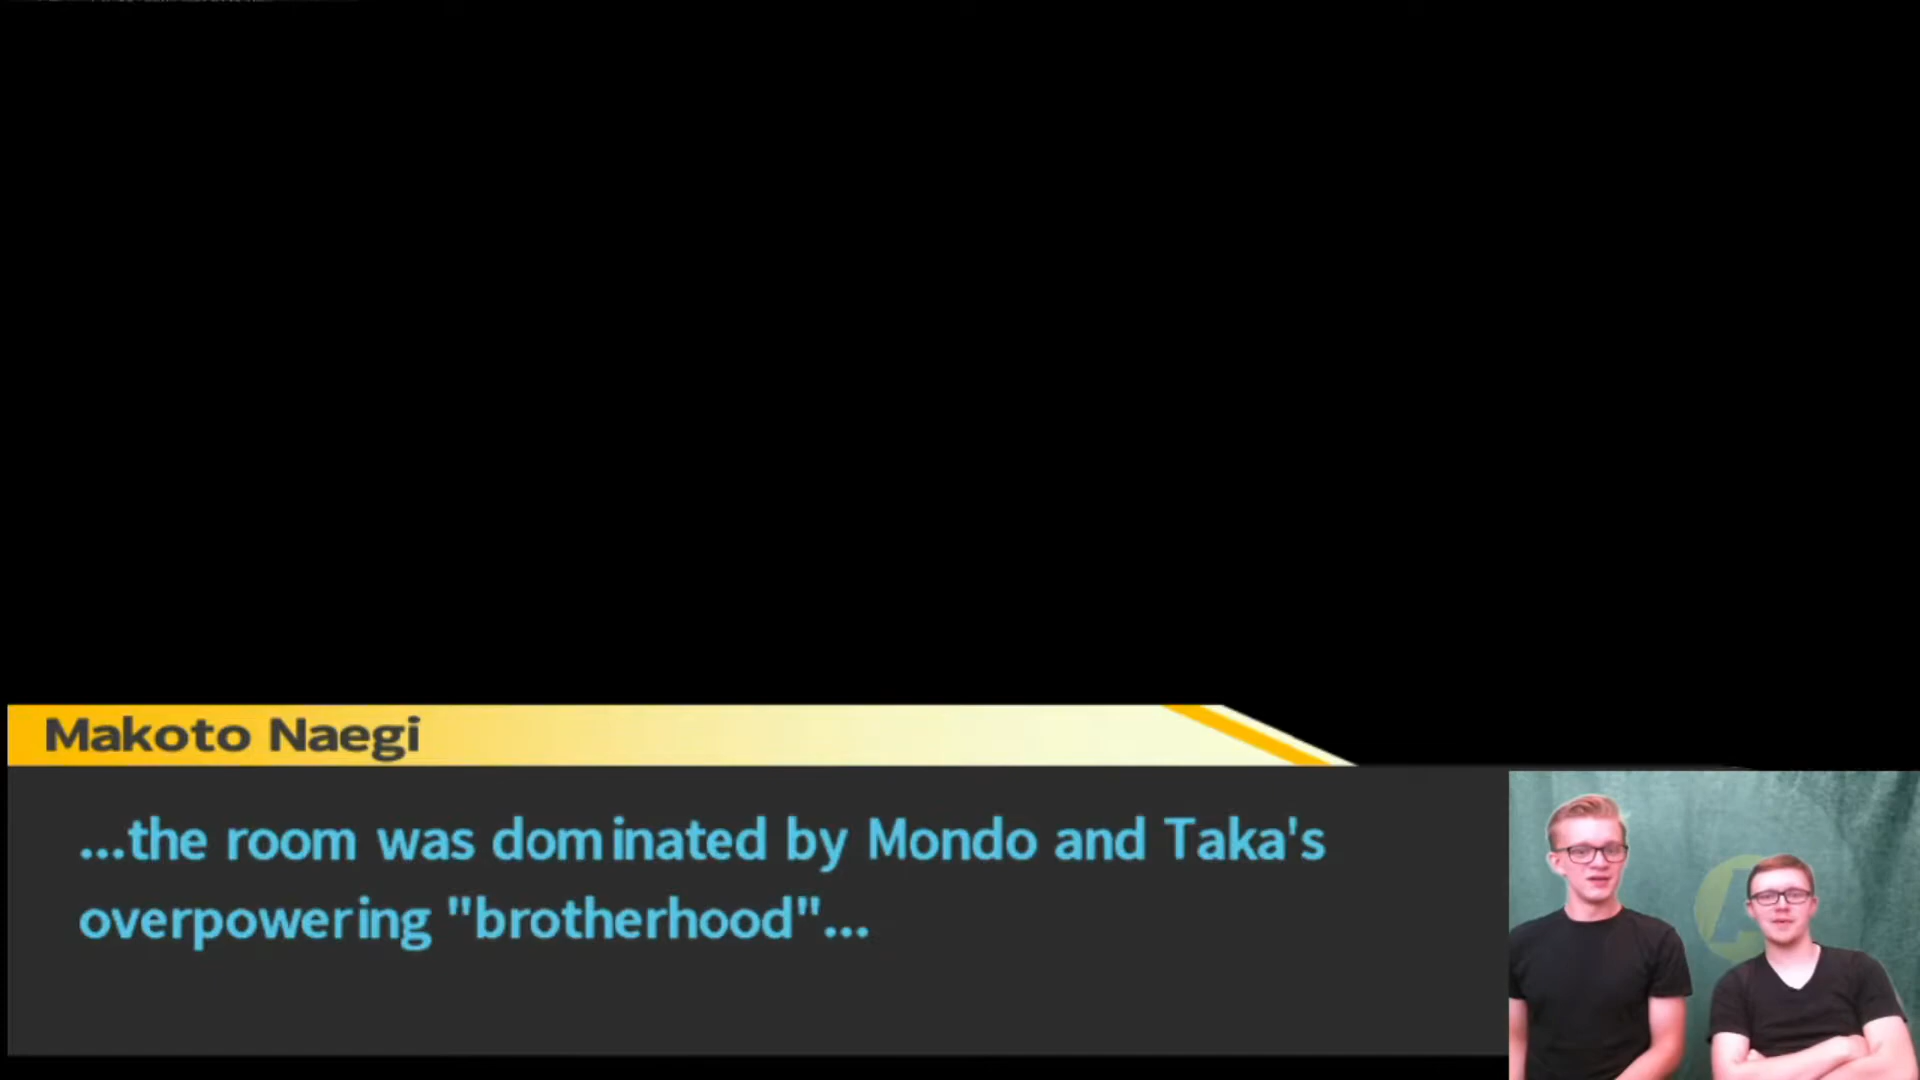 Makoto Naegi
...the room was dominated by Mondo and Taka's
overpowering "brotherhood"...